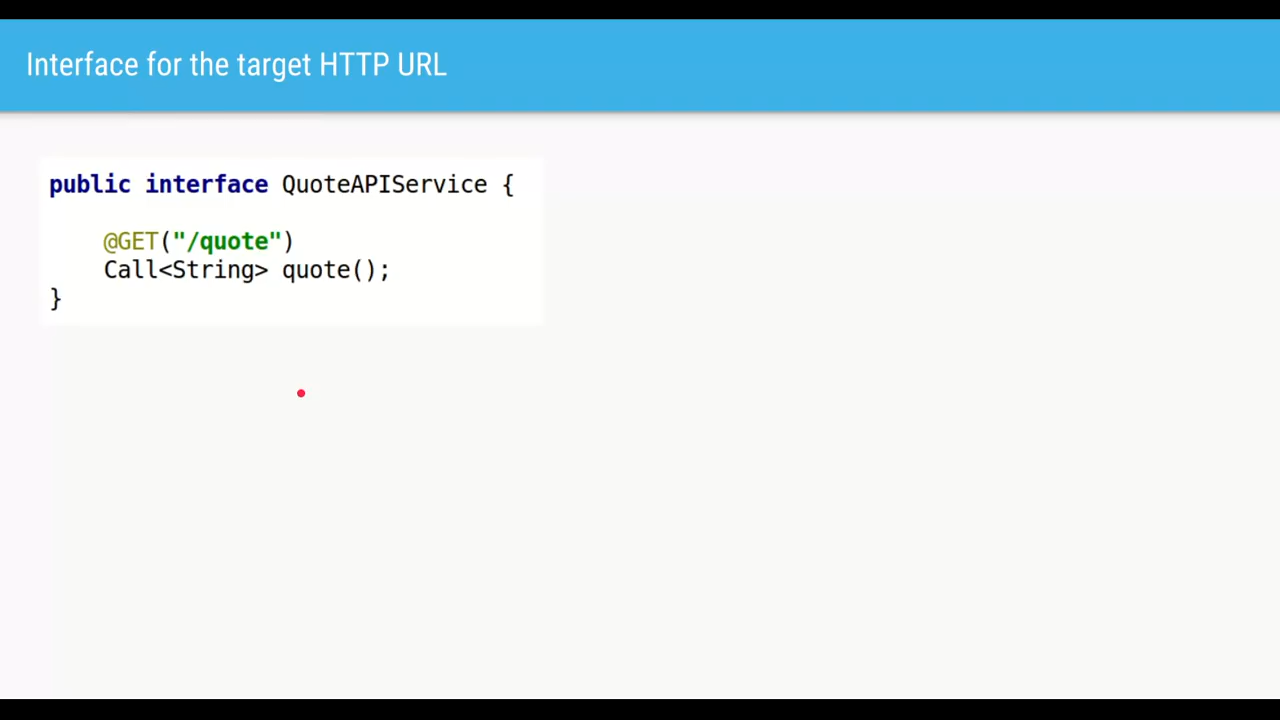 Interface for the target HTTP URL
public interface QuoteAPIService {
@GET("/quote")
Call<String> quote();
}